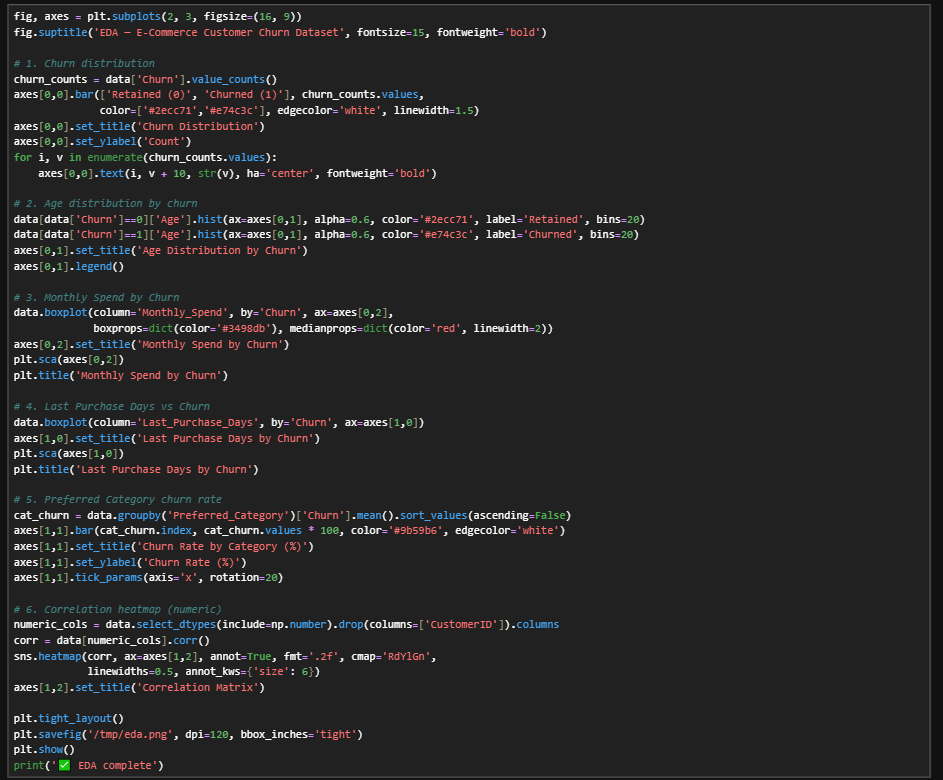 fig, axes = plt.subplots(2, 3, figsize=(16, 9))
fig.suptitle('EDA — E-Commerce Customer Churn Dataset', fontsize=15, fontweight='bold')

# 1. Churn distribution
churn_counts = data['Churn'].value_counts()
axes[0,0].bar(['Retained (0)', 'Churned (1)'], churn_counts.values,
             color=['#2ecc71','#e74c3c'], edgecolor='white', linewidth=1.5)
axes[0,0].set_title('Churn Distribution')
axes[0,0].set_ylabel('Count')
for i, v in enumerate(churn_counts.values):
    axes[0,0].text(i, v + 10, str(v), ha='center', fontweight='bold')

# 2. Age distribution by churn
data[data['Churn']==0]['Age'].hist(ax=axes[0,1], alpha=0.6, color='#2ecc71', label='Retained', bins=20)
data[data['Churn']==1]['Age'].hist(ax=axes[0,1], alpha=0.6, color='#e74c3c', label='Churned', bins=20)
axes[0,1].set_title('Age Distribution by Churn')
axes[0,1].legend()

# 3. Monthly Spend by Churn
data.boxplot(column='Monthly_Spend', by='Churn', ax=axes[0,2],
            boxprops=dict(color='#3498db'), medianprops=dict(color='red', linewidth=2))
axes[0,2].set_title('Monthly Spend by Churn')
plt.sca(axes[0,2])
plt.title('Monthly Spend by Churn')

# 4. Last Purchase Days vs Churn
data.boxplot(column='Last_Purchase_Days', by='Churn', ax=axes[1,0])
axes[1,0].set_title('Last Purchase Days by Churn')
plt.sca(axes[1,0])
plt.title('Last Purchase Days by Churn')

# 5. Preferred Category churn rate
cat_churn = data.groupby('Preferred_Category')['Churn'].mean().sort_values(ascending=False)
axes[1,1].bar(cat_churn.index, cat_churn.values * 100, color='#9b59b6', edgecolor='white')
axes[1,1].set_title('Churn Rate by Category (%)')
axes[1,1].set_ylabel('Churn Rate (%)')
axes[1,1].tick_params(axis='x', rotation=20)

# 6. Correlation heatmap (numeric)
numeric_cols = data.select_dtypes(include=np.number).drop(columns=['CustomerID']).columns
corr = data[numeric_cols].corr()
sns.heatmap(corr, ax=axes[1,2], annot=True, fmt='.2f', cmap='RdYlGn',
           linewidths=0.5, annot_kws={'size': 6})
axes[1,2].set_title('Correlation Matrix')

plt.tight_layout()
plt.savefig('/tmp/eda.png', dpi=120, bbox_inches='tight')
plt.show()
print('✅ EDA complete')